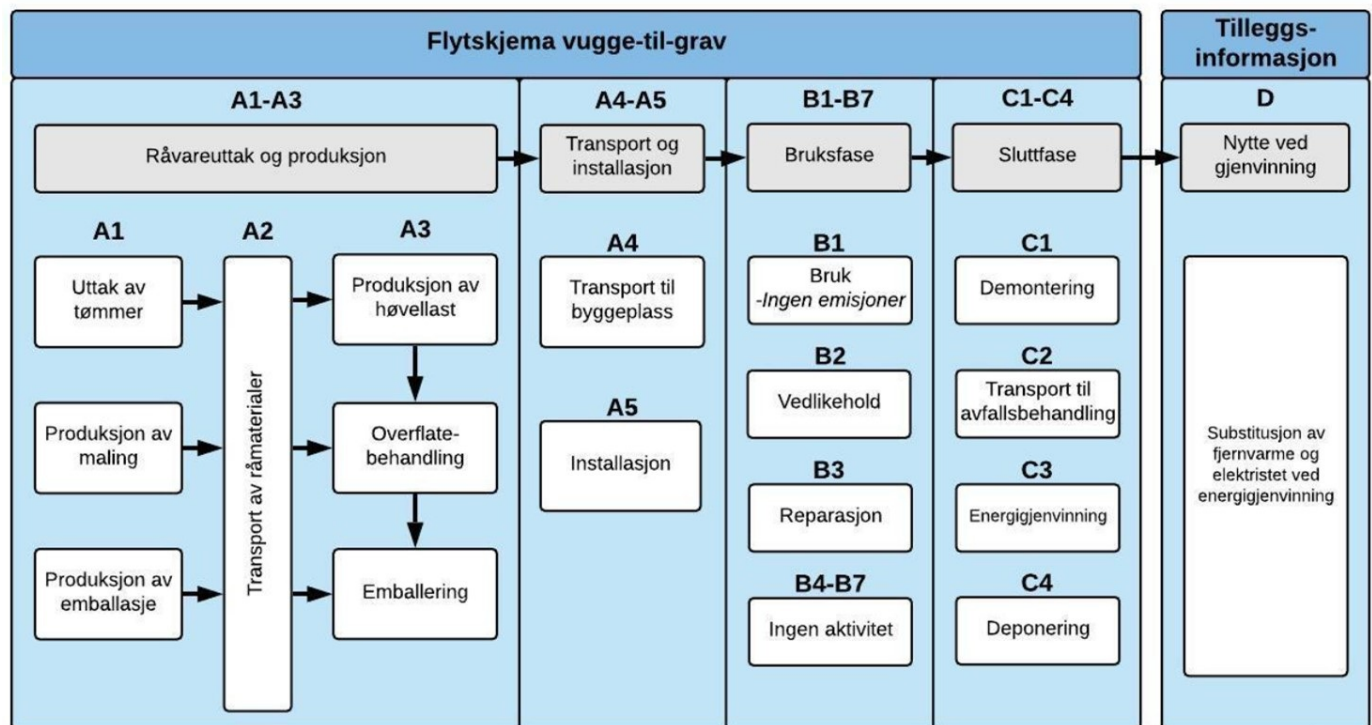 Flytskjema vugge-til-grav
Tilleggs-
informasjon
A1-A3
Råvareuttak og produksjon
A1
Uttak av
tømmer
Produksjon av
maling
Produksjon av
emballasje
A2
Transport av råmaterialer
A3
Produksjon av
høvellast
Overflate-
behandling
Emballering
A4-A5
Transport og
installasjon
A4
Transport til
byggeplass
A5
Installasjon
B1-B7
Bruksfase
B1
Bruk
-Ingen emisjoner
B2
Vedlikehold
B3
Reparasjon
B4-B7
Ingen aktivitet
C1-C4
Sluttfase
C1
Demontering
C2
Transport til
avfallsbehandling
C3
Energigjenvinning
C4
Deponering
D
Nytte ved
gjenvinning
Substitusjon av
fjernvarme og
elektristet ved
energigjenvinning